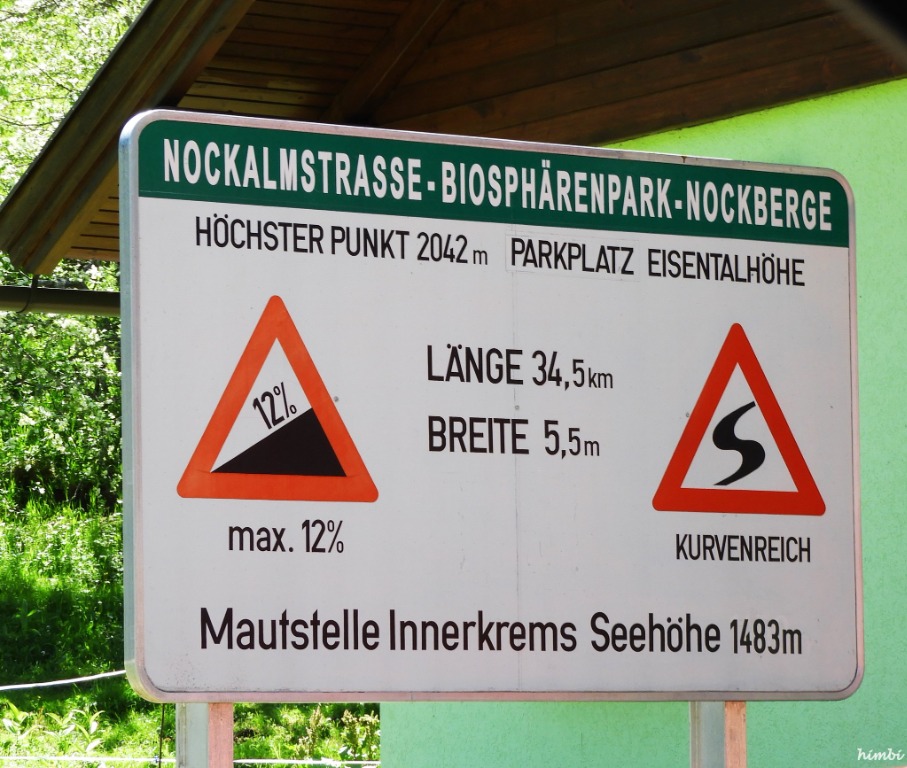 NOCKALMSTRASSE-BIOSPHÄRENPARK-NOCKBERGE
HÖCHSTER PUNKT 2042 m PARKPLATZ EISENTALHÖHE
12%
LÄNGE 34,5 km
BREITE 5,5 m
max. 12%
KURVENREICH
Mautstelle Innerkrems Seehöhe 1483m
himbi